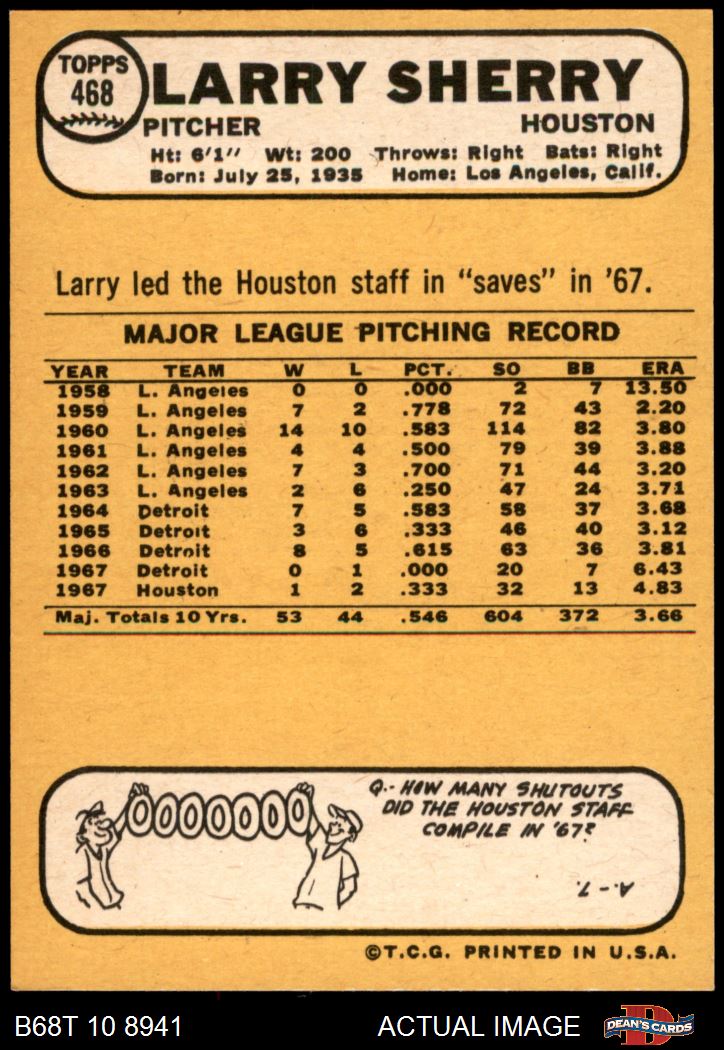 TOPPS
468
LARRY SHERRY
PITCHER HOUSTON
Ht: 6'1" Wt: 200 Throws: Right Bats: Right
Born: July 25, 1935 Home: Los Angeles, Calif.
Larry led the Houston staff in "saves" in '67.
MAJOR LEAGUE PITCHING RECORD
YEAR TEAM W L PCT. SO BB ERA
1958 L. Angeles 0 0 .000 2 7 13.50
1959 L. Angeles 7 2 .778 72 43 2.20
1960 L. Angeles 14 10 .583 114 82 3.80
1961 L. Angeles 4 4 .500 79 39 3.88
1962 L. Angeles 7 3 .700 71 44 3.20
1963 L. Angeles 2 6 .250 47 24 3.71
1964 Detroit 7 5 .583 58 37 3.68
1965 Detroit 3 6 .333 46 40 3.12
1966 Detroit 8 5 .615 63 36 3.81
1967 Detroit 0 1 .000 20 7 6.43
1967 Houston 1 2 .333 32 13 4.83
Maj. Totals 10 Yrs. 53 44 .546 604 372 3.66
0000000
Q.- HOW MANY SHUTOUTS
DID THE HOUSTON STAFF
COMPILE IN '67?
A.- 7.
©T.C.G. PRINTED IN U.S.A.
B68T 10 8941 ACTUAL IMAGE D DEAN'S CARDS